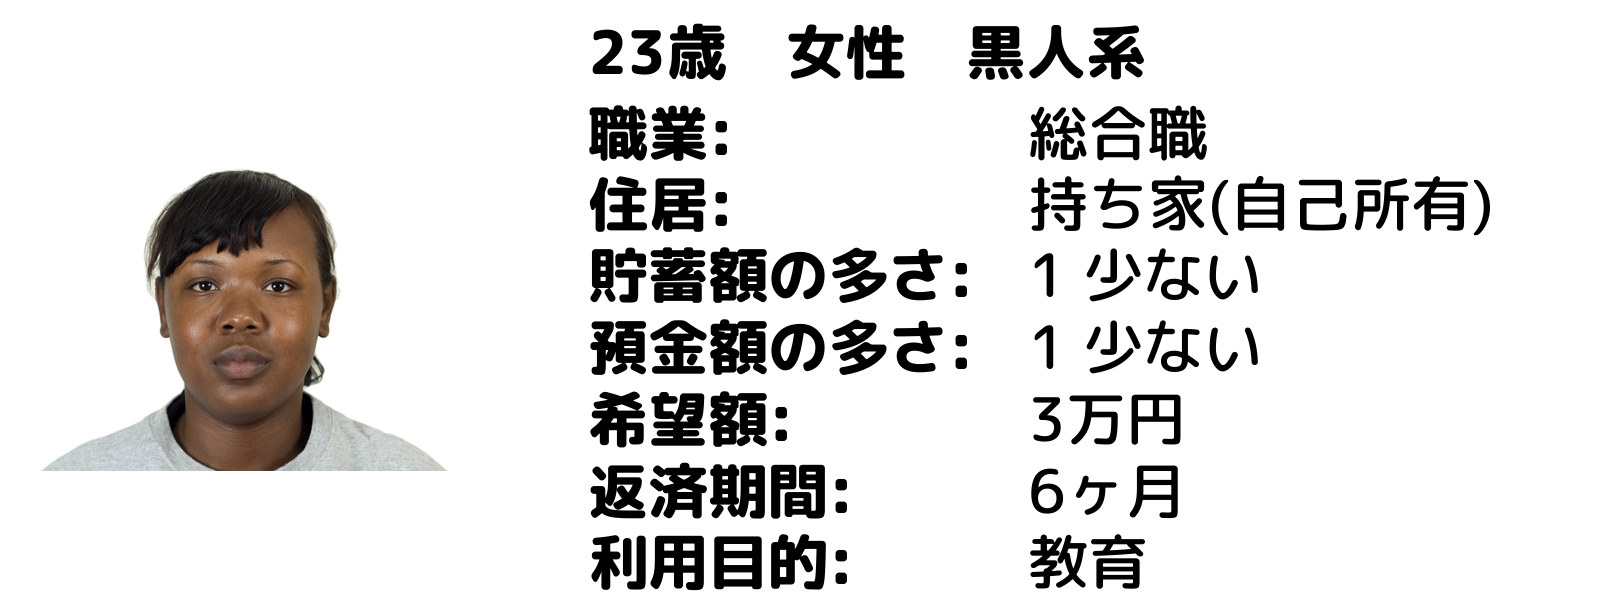 23歳　女性　黒人系
職業: 総合職
住居: 持ち家(自己所有)
貯蓄額の多さ: 1 少ない
預金額の多さ: 1 少ない
希望額: 3万円
返済期間: 6ヶ月
利用目的: 教育